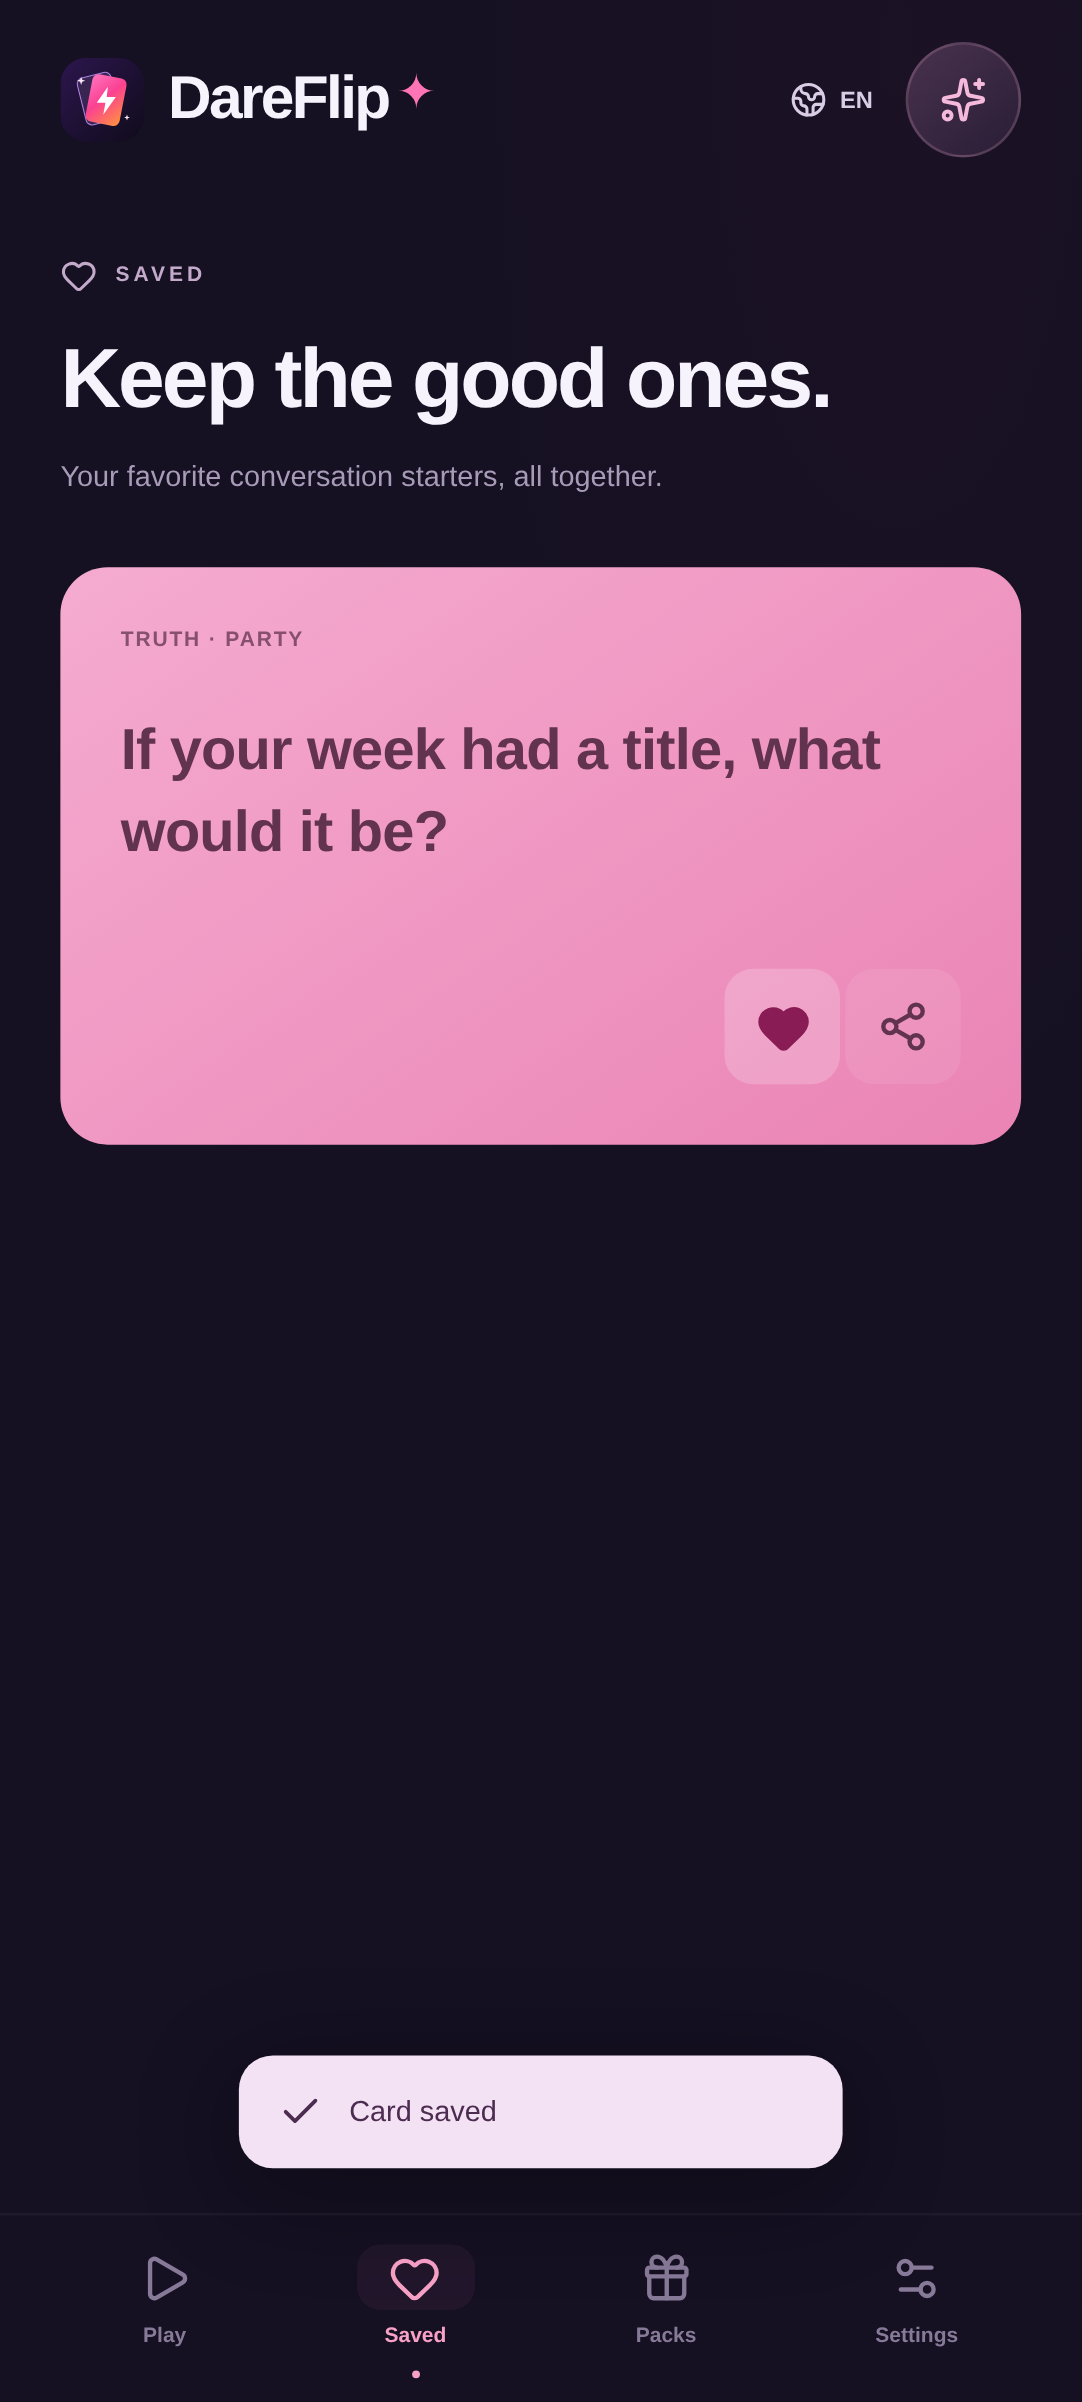 DareFlip
EN
SAVED
Keep the good ones.
Your favorite conversation starters, all together.
TRUTH · PARTY
If your week had a title, what
would it be?
Card saved
Play
Saved
Packs
Settings